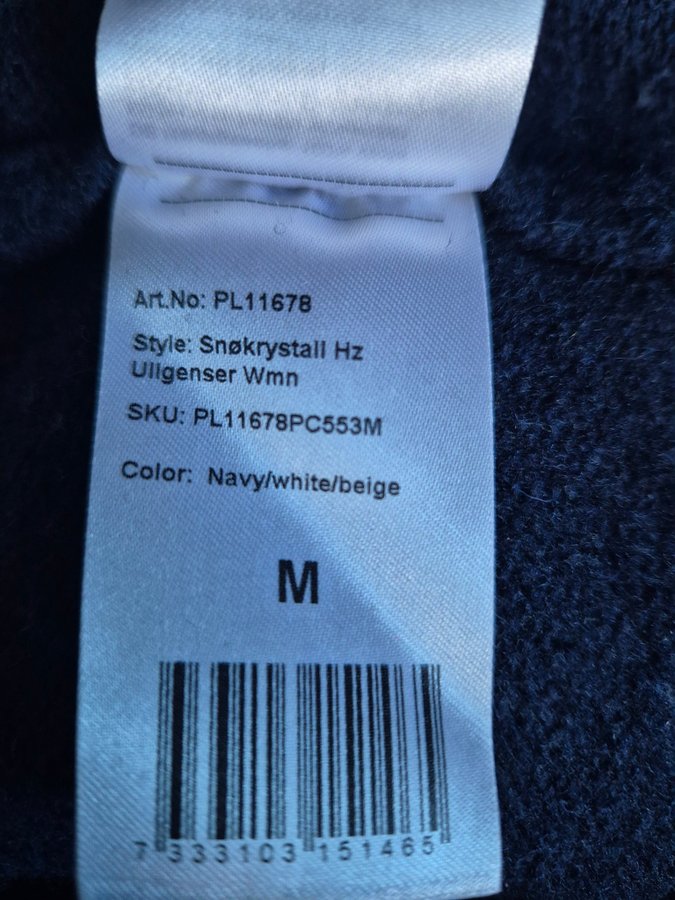 Art.No: PL11678
Style: Snøkrystall Hz
Ullgenser Wmn
SKU: PL11678PC553M
Color: Navy/white/beige
M
7 333103 151465